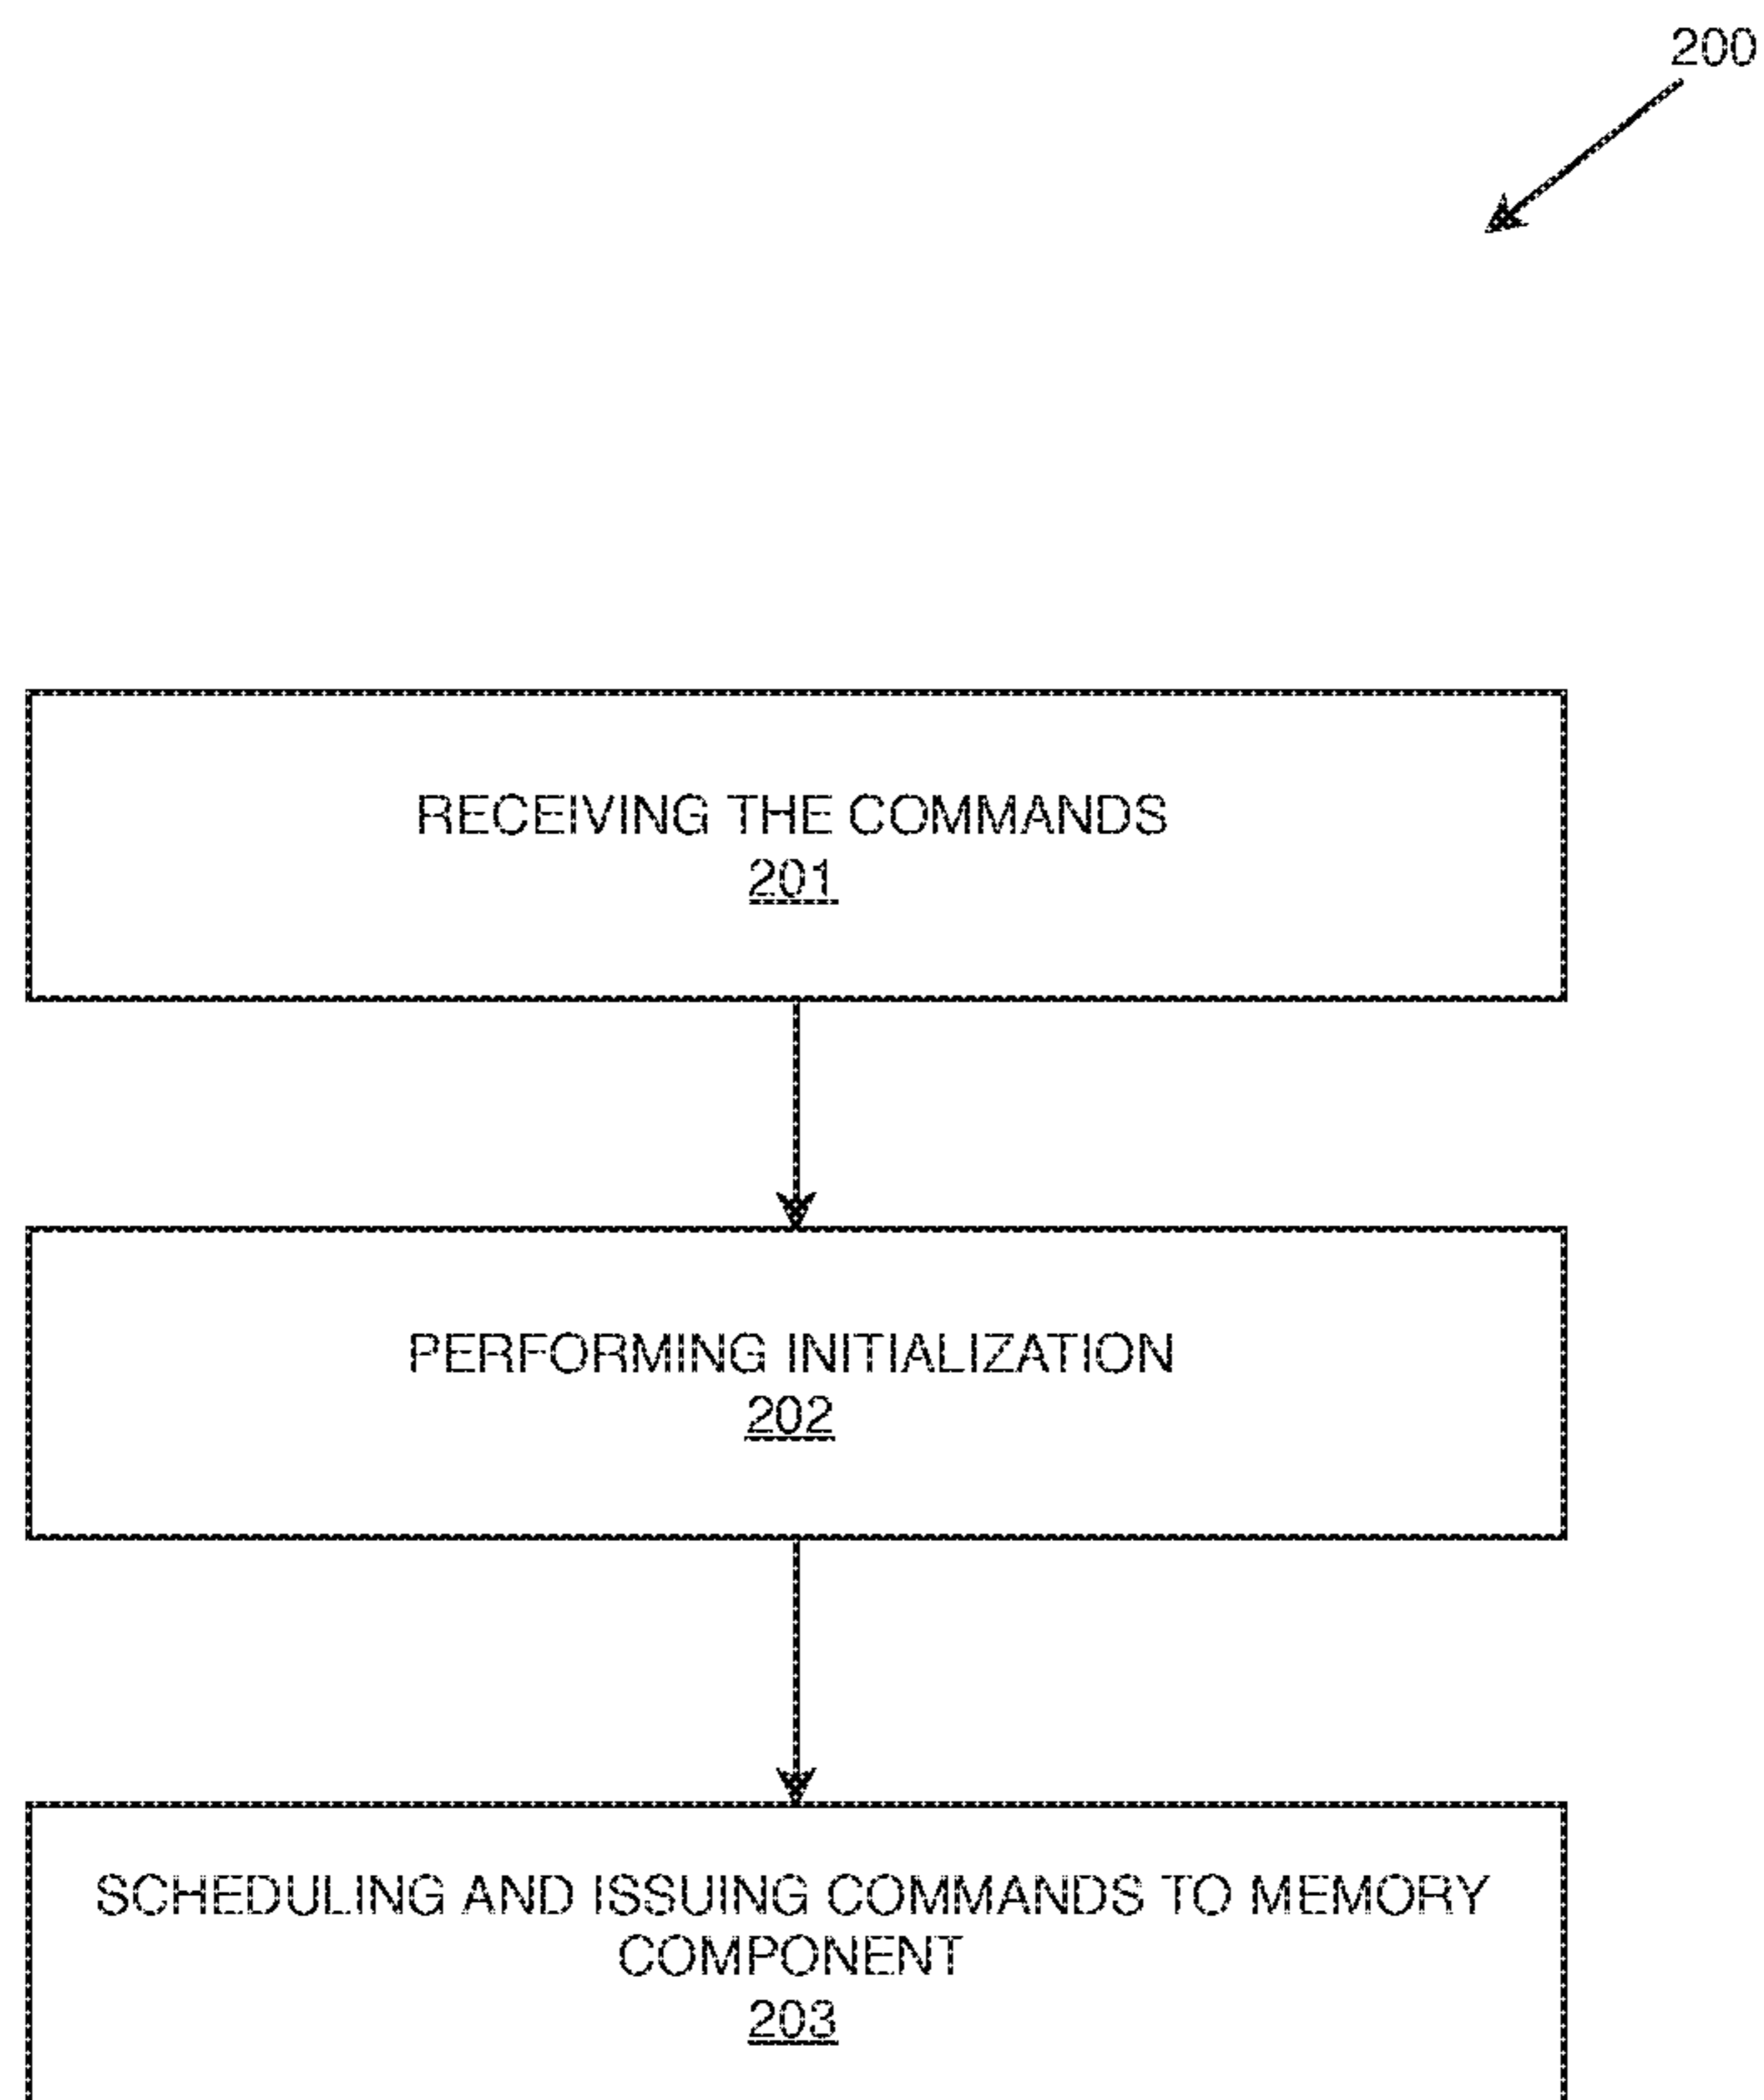 200
RECEIVING THE COMMANDS
201
PERFORMING INITIALIZATION
202
SCHEDULING AND ISSUING COMMANDS TO MEMORY
COMPONENT
203